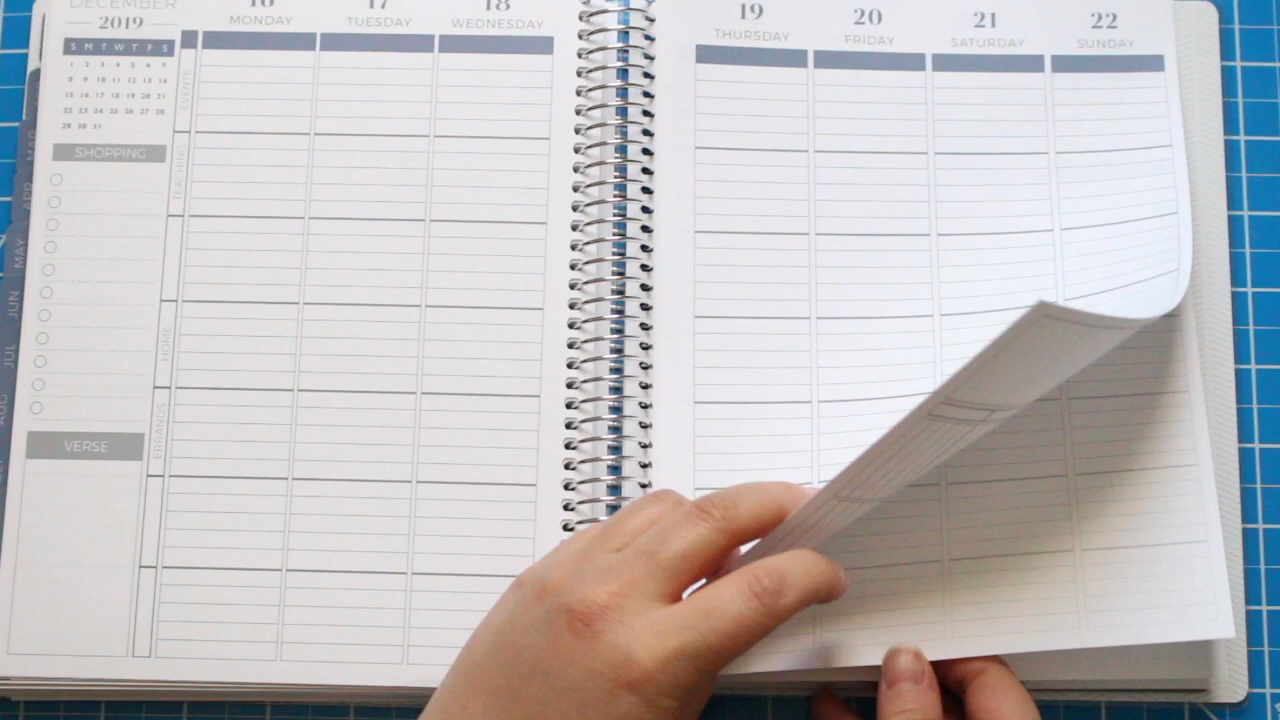 DECEMBER
2019
S M T W T F S
1 2 3 4 5 6 7
8 9 10 11 12 13 14
15 16 17 18 19 20 21
22 23 24 25 26 27 28
29 30 31
SHOPPING
VERSE
EVENTS
TEACHING
HOME
ERRANDS
16
MONDAY
17
TUESDAY
18
WEDNESDAY
19
THURSDAY
20
FRIDAY
21
SATURDAY
22
SUNDAY
MAR
APR
MAY
JUN
JUL
AUG